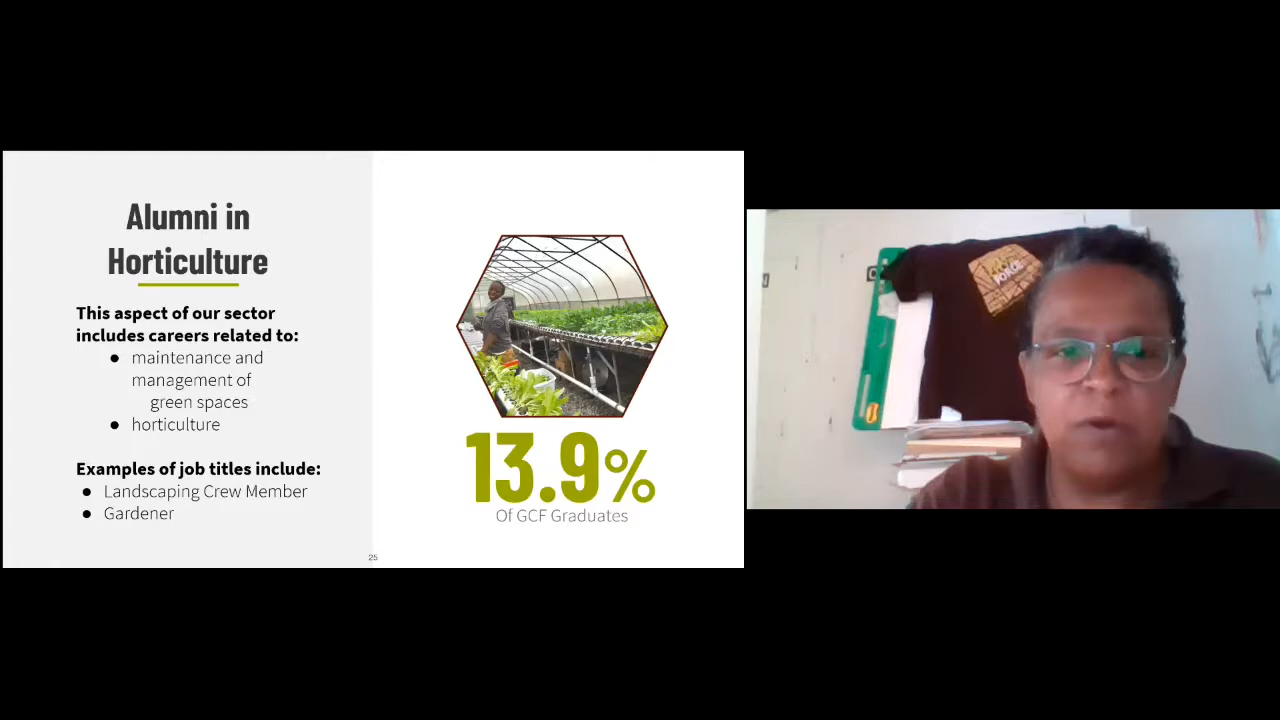 Alumni in
Horticulture
This aspect of our sector
includes careers related to:
● maintenance and
management of
green spaces
● horticulture
Examples of job titles include:
● Landscaping Crew Member
● Gardener
13.9%
Of GCF Graduates
25